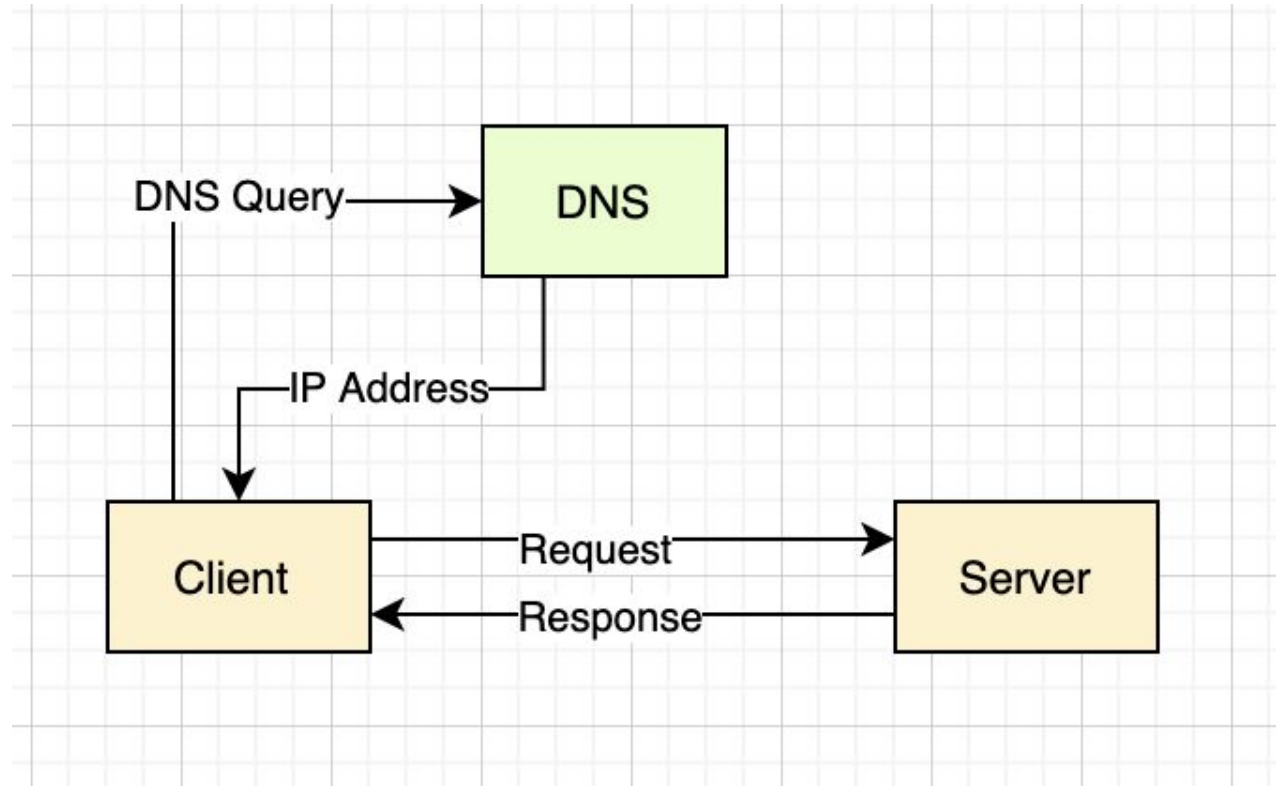 DNS Query
DNS
IP Address
Client
Request
Response
Server